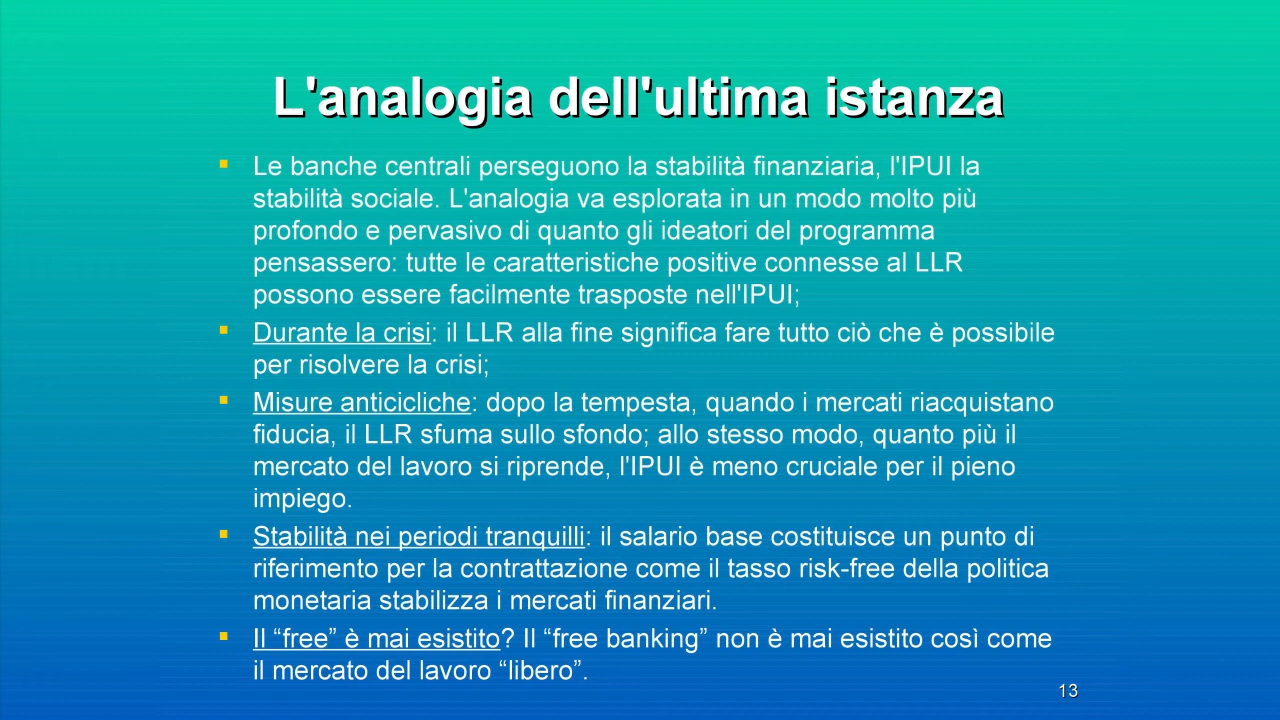 L'analogia dell'ultima istanza
Le banche centrali perseguono la stabilità finanziaria, l'IPUI la
stabilità sociale. L'analogia va esplorata in un modo molto più
profondo e pervasivo di quanto gli ideatori del programma
pensassero: tutte le caratteristiche positive connesse al LLR
possono essere facilmente trasposte nell'IPUI;
Durante la crisi: il LLR alla fine significa fare tutto ciò che è possibile
per risolvere la crisi;
Misure anticicliche: dopo la tempesta, quando i mercati riacquistano
fiducia, il LLR sfuma sullo sfondo; allo stesso modo, quanto più il
mercato del lavoro si riprende, l'IPUI è meno cruciale per il pieno
impiego.
Stabilità nei periodi tranquilli: il salario base costituisce un punto di
riferimento per la contrattazione come il tasso risk-free della politica
monetaria stabilizza i mercati finanziari.
Il “free” è mai esistito? Il “free banking” non è mai esistito così come
il mercato del lavoro “libero”.
13